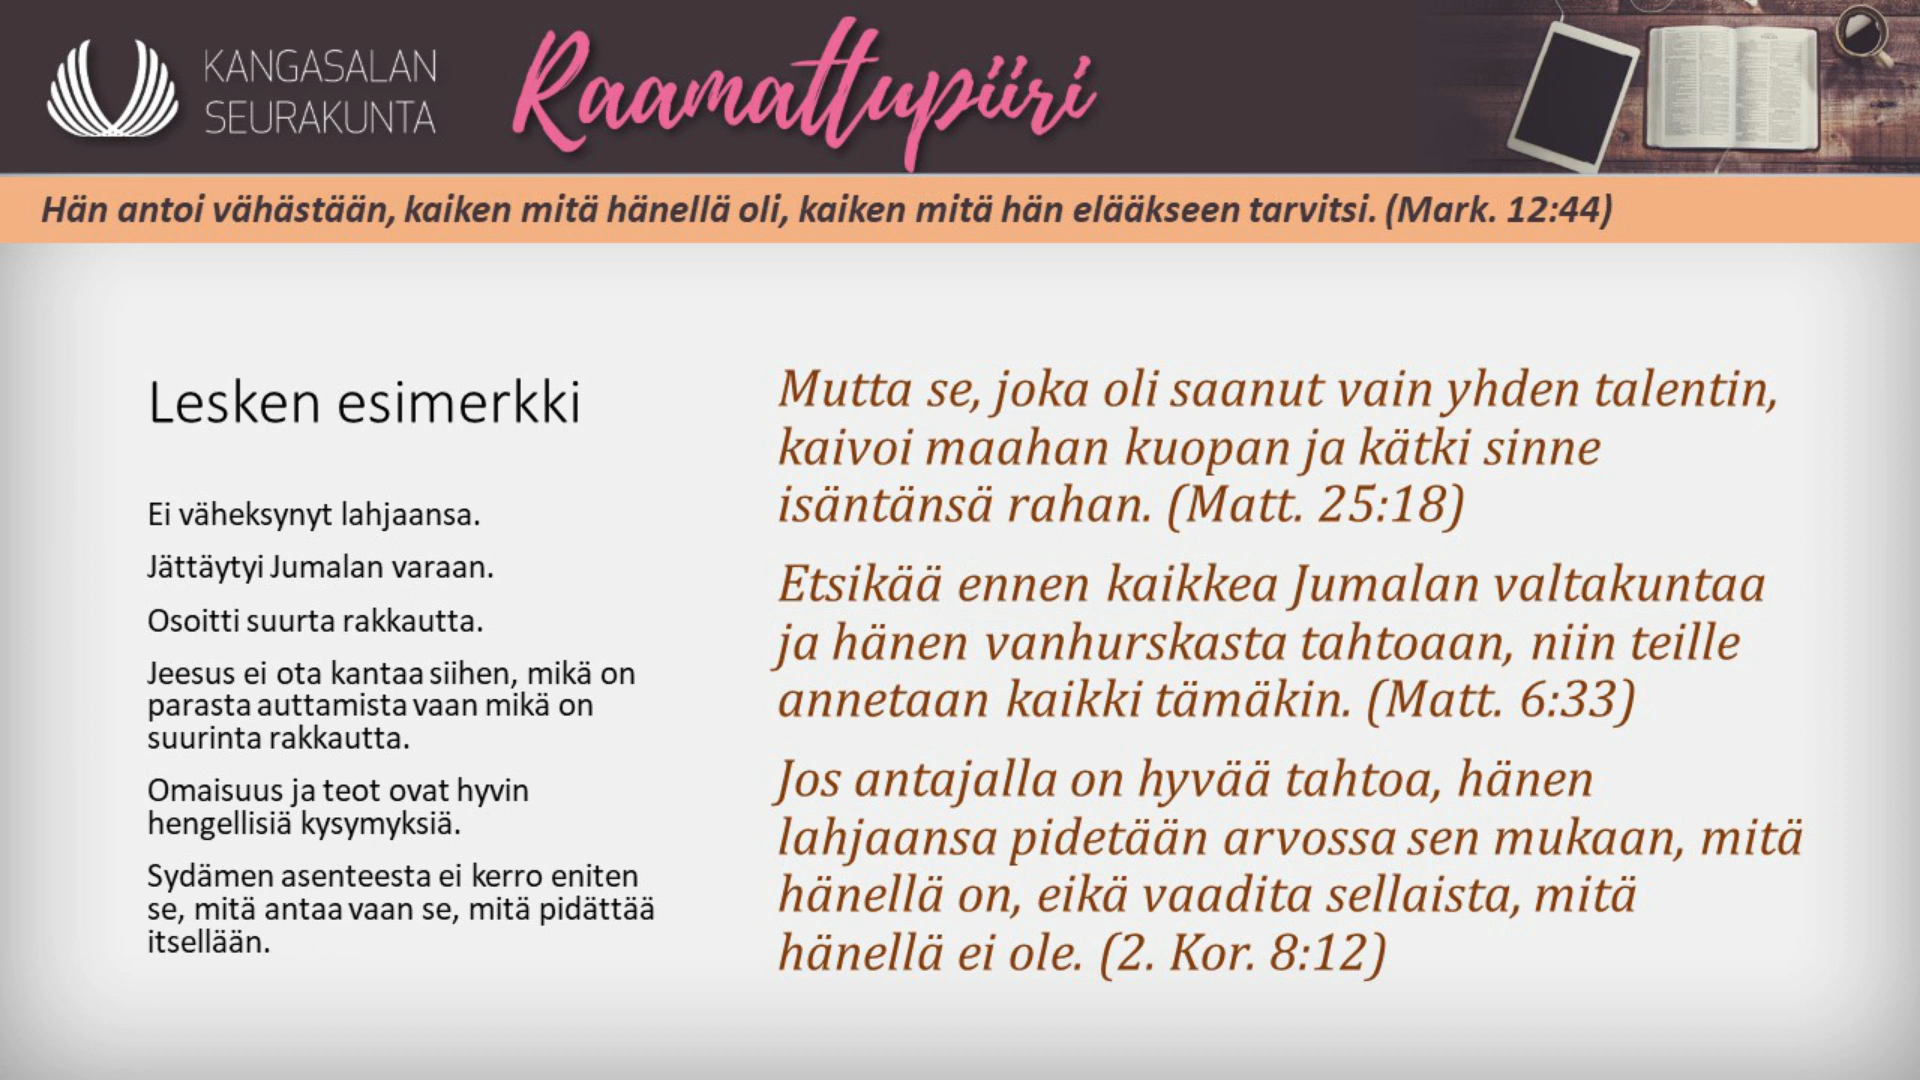 KANGASALAN
SEURAKUNTA
Raamattupiiri
Hän antoi vähästään, kaiken mitä hänellä oli, kaiken mitä hän elääkseen tarvitsi. (Mark. 12:44)
Lesken esimerkki
Ei väheksynyt lahjaansa.
Jättäytyi Jumalan varaan.
Osoitti suurta rakkautta.
Jeesus ei ota kantaa siihen, mikä on
parasta auttamista vaan mikä on
suurinta rakkautta.
Omaisuus ja teot ovat hyvin
hengellisiä kysymyksiä.
Sydämen asenteesta ei kerro eniten
se, mitä antaa vaan se, mitä pidättää
itsellään.
Mutta se, joka oli saanut vain yhden talentin,
kaivoi maahan kuopan ja kätki sinne
isäntänsä rahan. (Matt. 25:18)
Etsikää ennen kaikkea Jumalan valtakuntaa
ja hänen vanhurskasta tahtoaan, niin teille
annetaan kaikki tämäkin. (Matt. 6:33)
Jos antajalla on hyvää tahtoa, hänen
lahjaansa pidetään arvossa sen mukaan, mitä
hänellä on, eikä vaadita sellaista, mitä
hänellä ei ole. (2. Kor. 8:12)